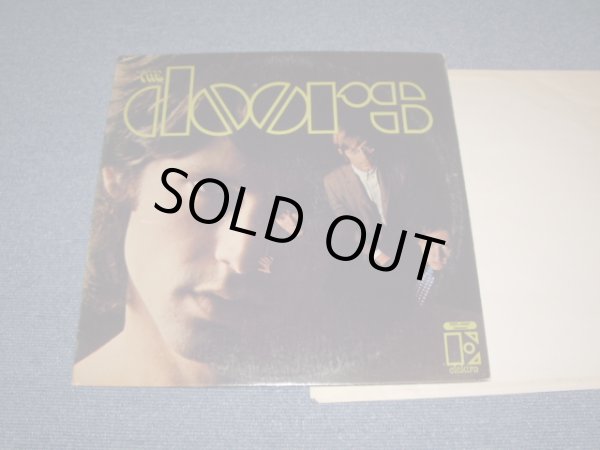 THE
doors
SOLD OUT
elektra